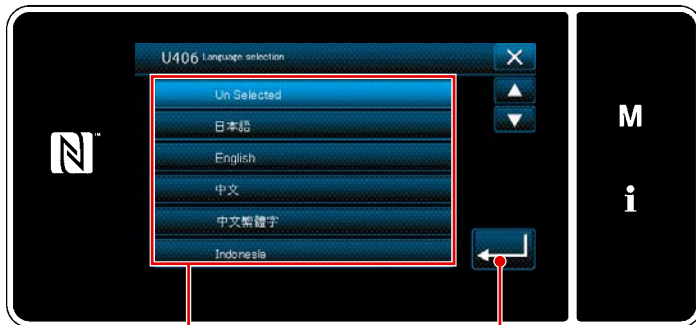 U406 Language selection
Un Selected
日本語
English
中文
中文繁體字
Indonesia
M
i